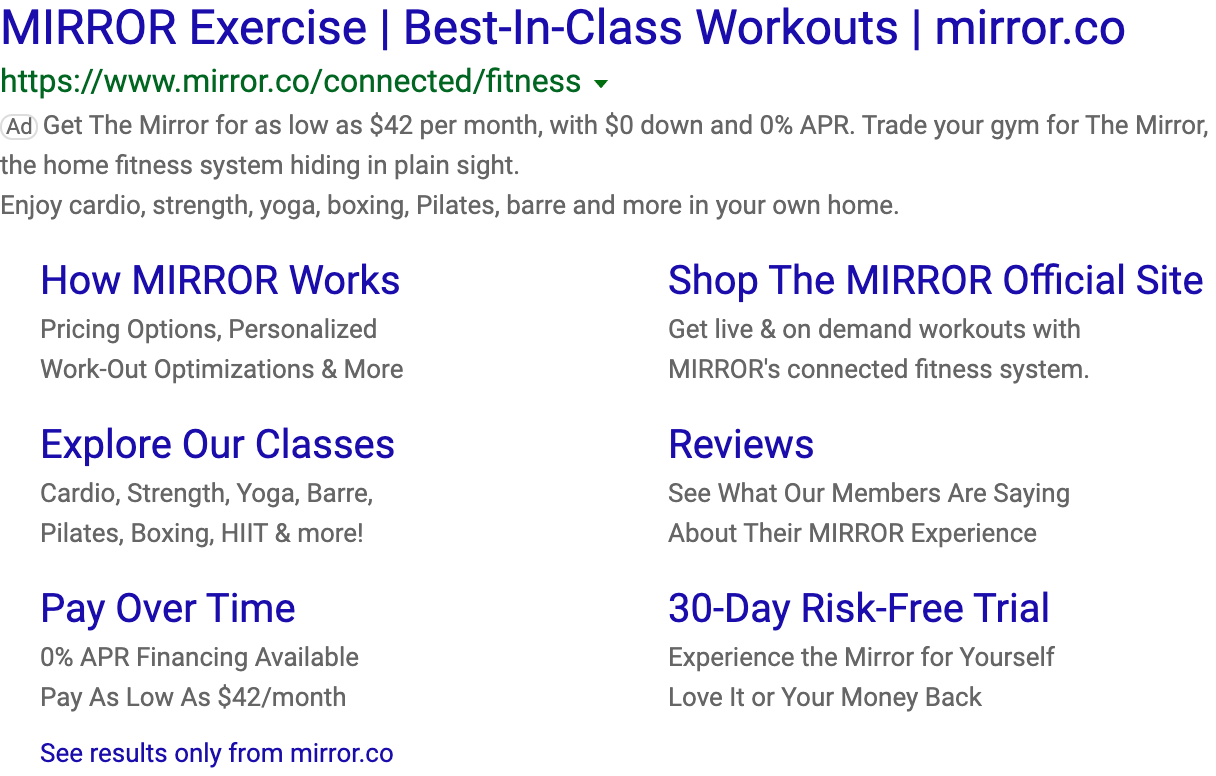 MIRROR Exercise | Best-In-Class Workouts | mirror.co
https://www.mirror.co/connected/fitness
Ad Get The Mirror for as low as $42 per month, with $0 down and 0% APR. Trade your gym for The Mirror,
the home fitness system hiding in plain sight.
Enjoy cardio, strength, yoga, boxing, Pilates, barre and more in your own home.
How MIRROR Works
Pricing Options, Personalized
Work-Out Optimizations & More
Shop The MIRROR Official Site
Get live & on demand workouts with
MIRROR's connected fitness system.
Explore Our Classes
Cardio, Strength, Yoga, Barre,
Pilates, Boxing, HIIT & more!
Reviews
See What Our Members Are Saying
About Their MIRROR Experience
Pay Over Time
0% APR Financing Available
Pay As Low As $42/month
30-Day Risk-Free Trial
Experience the Mirror for Yourself
Love It or Your Money Back
See results only from mirror.co